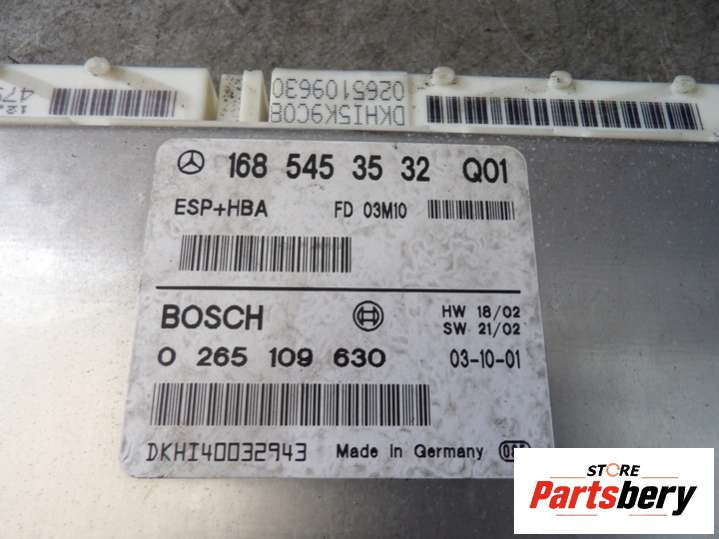 0265109630
DKHI5K9C08
168 545 35 32 Q01
ESP+HBA FD 03M10
BOSCH HW 18/02
SW 21/02
0 265 109 630 03-10-01
DKHI40032943 Made in Germany
STORE
Partsbery